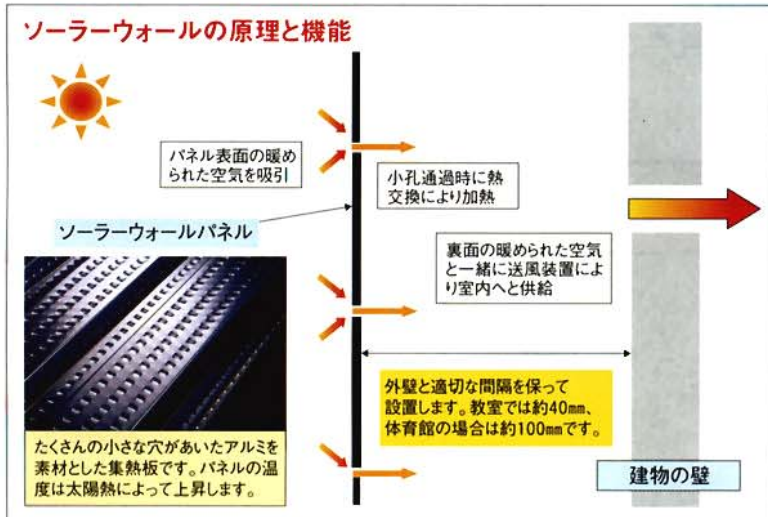 ソーラーウォールの原理と機能
パネル表面の暖め
られた空気を吸引
小孔通過時に熱
交換により加熱
ソーラーウォールパネル
裏面の暖められた空気
と一緒に送風装置によ
り室内へと供給
外壁と適切な間隔を保って
設置します。教室では約40mm、
体育館の場合は約100mmです。
たくさんの小さな穴があいたアルミを
素材とした集熱板です。パネルの温
度は太陽熱によって上昇します。
建物の壁